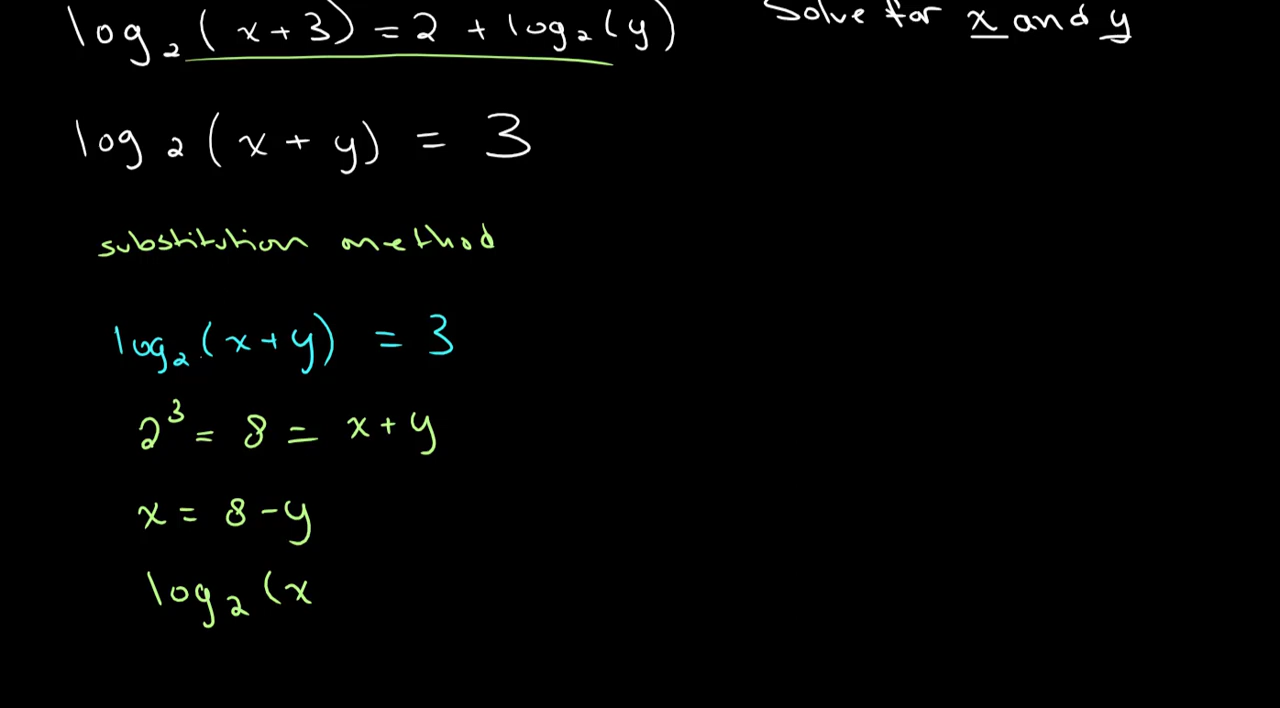 log₂(x+3) = 2 + log₂(y) Solve for x and y
log₂(x + y) = 3
substitution method
log₂(x+y) = 3
2³ = 8 = x + y
x = 8 - y
log₂(x